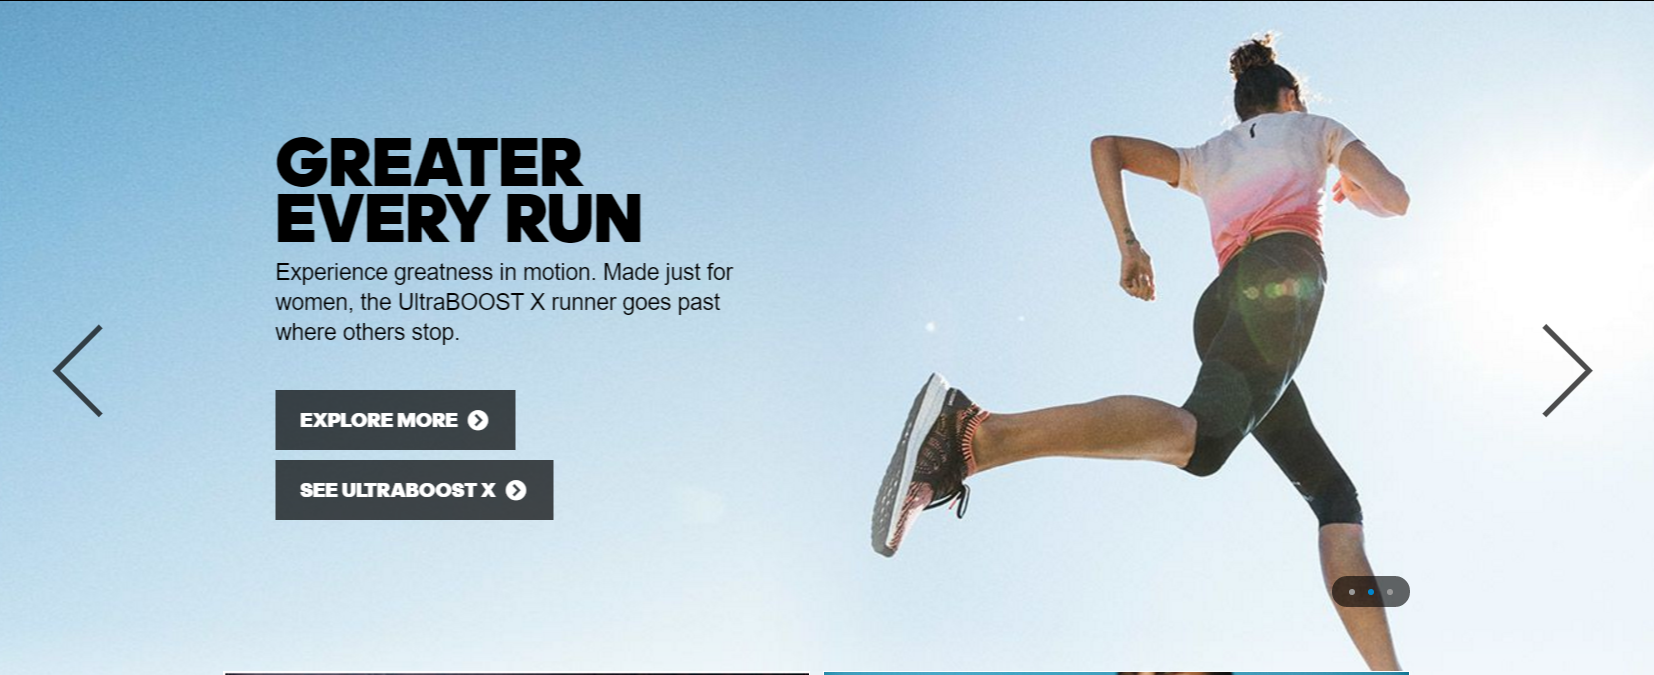 GREATER
EVERY RUN
Experience greatness in motion. Made just for
women, the UltraBOOST X runner goes past
where others stop.
EXPLORE MORE
SEE ULTRABOOST X